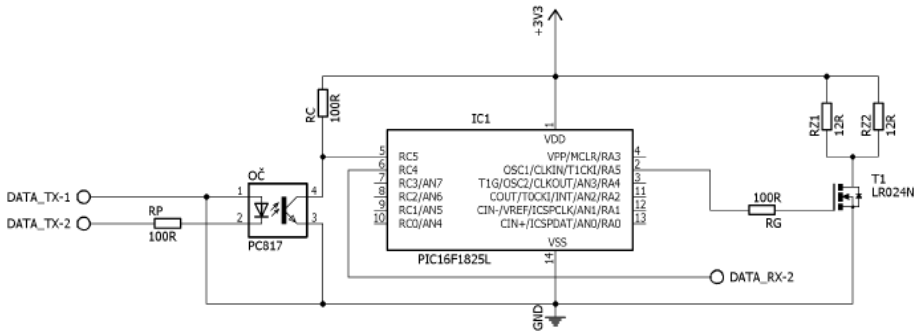 +3V3
RC
100R
IC1
RZ1
12R
RZ2
12R
1
VDD
5
RC5
VPP/MCLR/RA3
4
6
RC4
OSC1/CLKIN/T1CKI/RA5
2
7
RC3/AN7
T1G/OSC2/CLKOUT/AN3/RA4
3
8
RC2/AN6
COUT/T0CKI/INT/AN2/RA2
11
9
RC1/AN5
CIN-/VREF/ICSPCLK/AN1/RA1
12
10
RC0/AN4
CIN+/ICSPDAT/AN0/RA0
13
VSS
14
PIC16F1825L
OČ
DATA_TX-1
1
4
DATA_TX-2
RP
100R
2
3
PC817
T1
LR024N
100R
RG
DATA_RX-2
GND